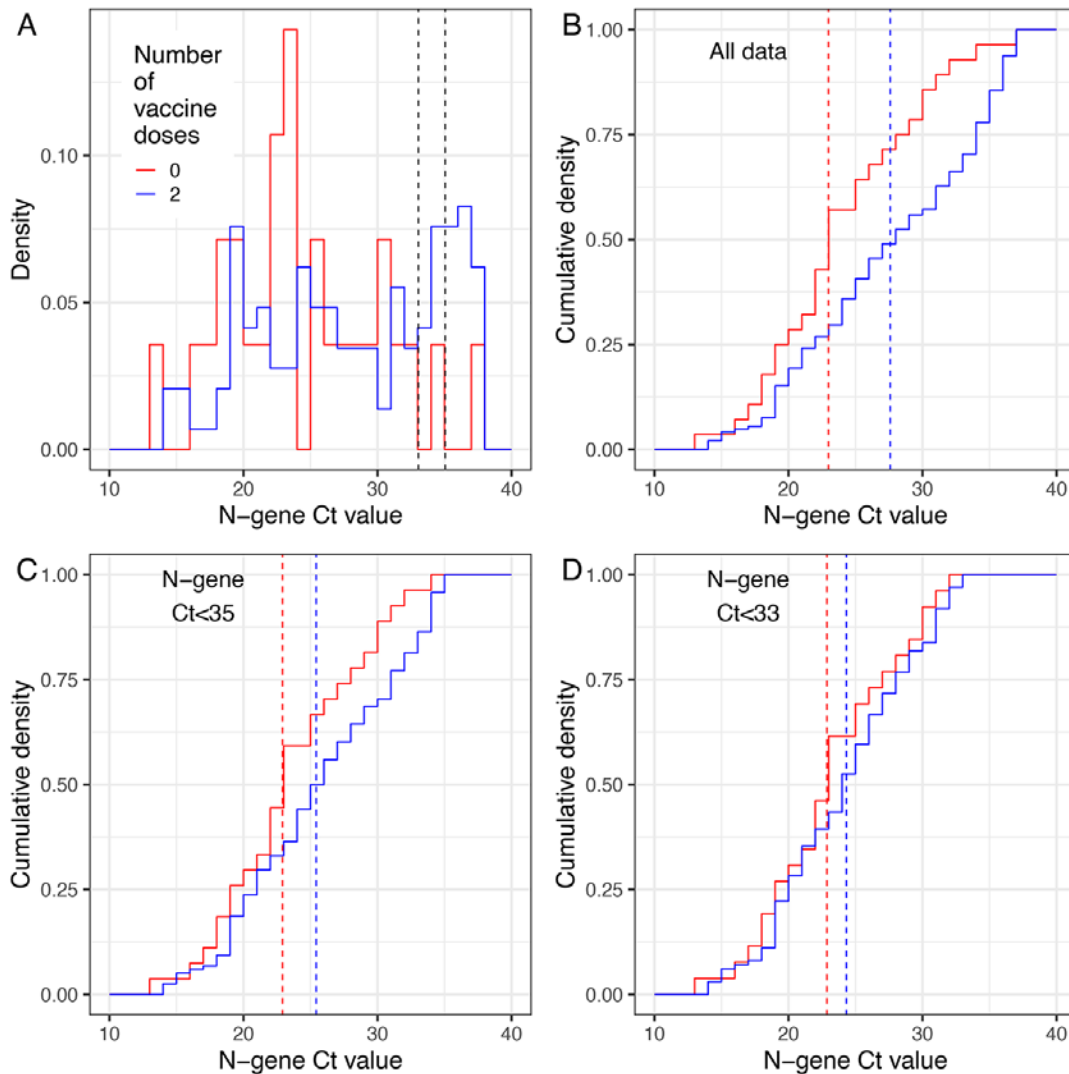 A
Number
of
vaccine
doses
0
2
Density
0.10
0.05
0.00
10 20 30 40
N−gene Ct value
B
All data
Cumulative density
1.00
0.75
0.50
0.25
0.00
10 20 30 40
N−gene Ct value
C
N−gene
Ct<35
Cumulative density
1.00
0.75
0.50
0.25
0.00
10 20 30 40
N−gene Ct value
D
N−gene
Ct<33
Cumulative density
1.00
0.75
0.50
0.25
0.00
10 20 30 40
N−gene Ct value